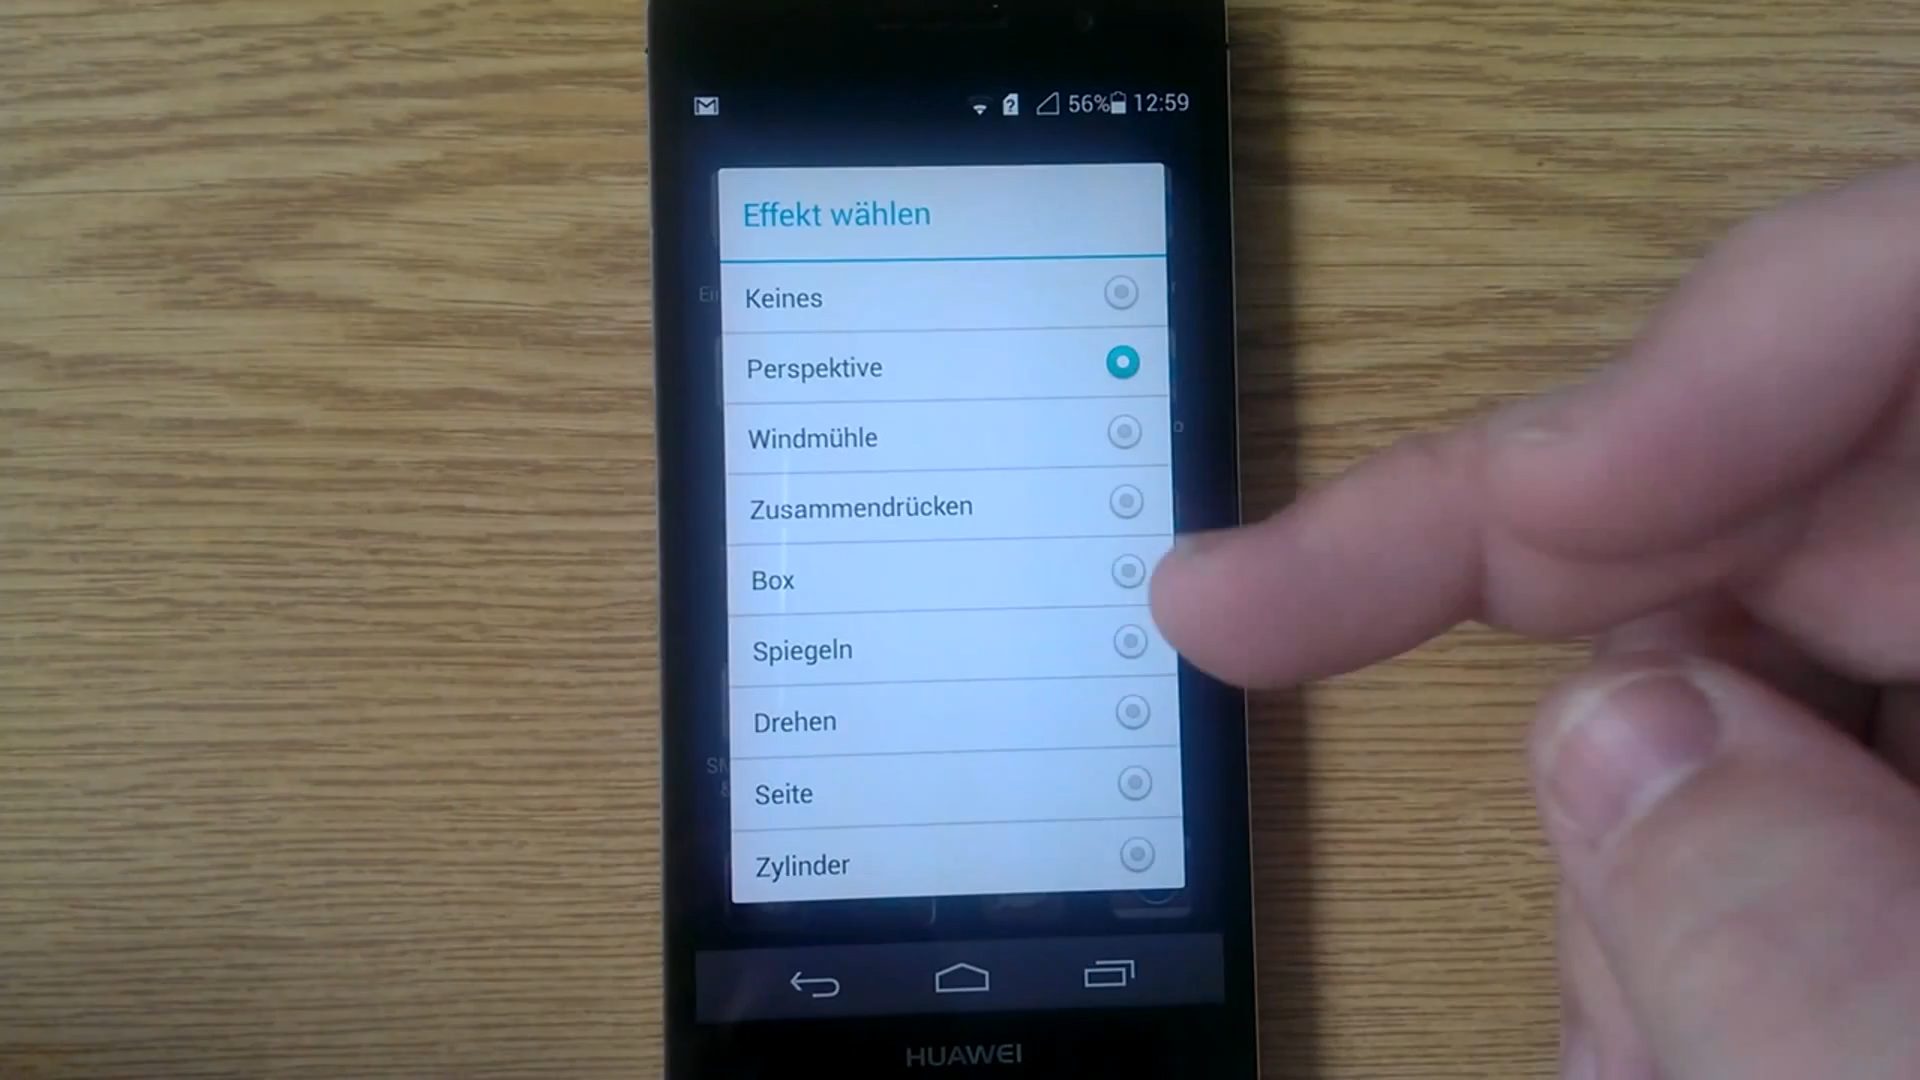 56% 12:59
Effekt wählen
Keines
Perspektive
Windmühle
Zusammendrücken
Box
Spiegeln
Drehen
Seite
Zylinder
HUAWEI